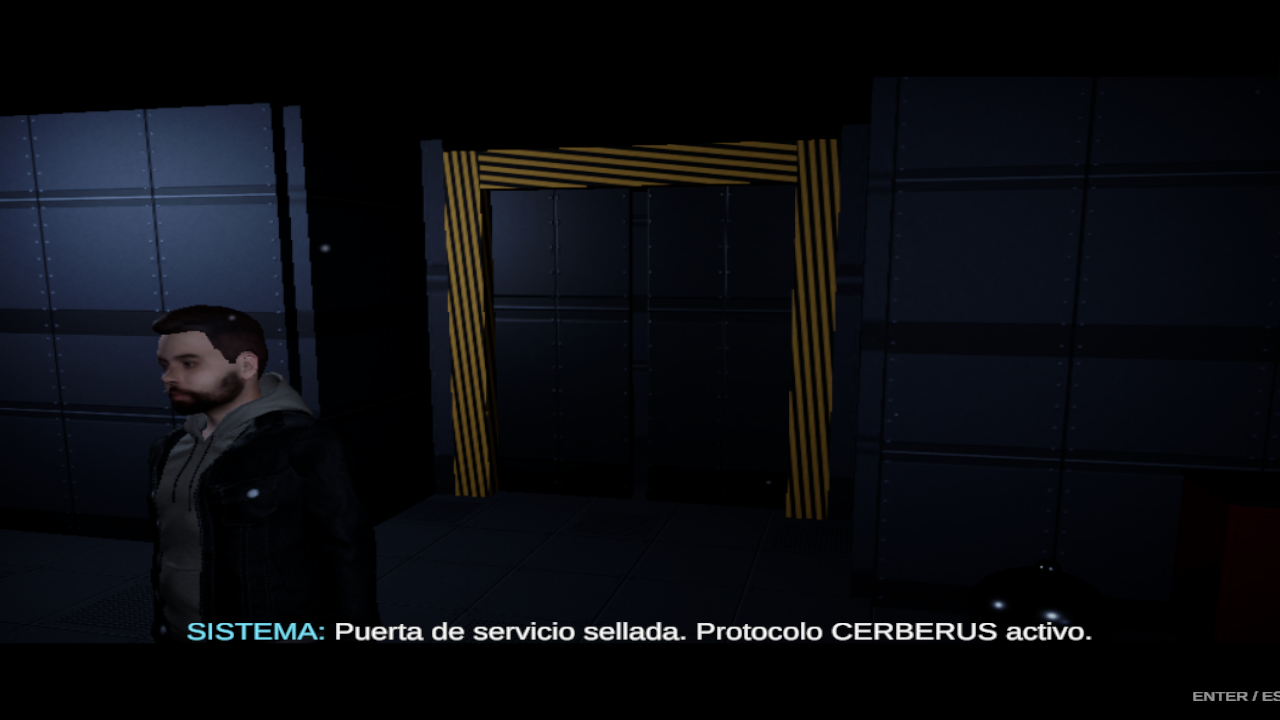 SISTEMA: Puerta de servicio sellada. Protocolo CERBERUS activo.
ENTER / ES